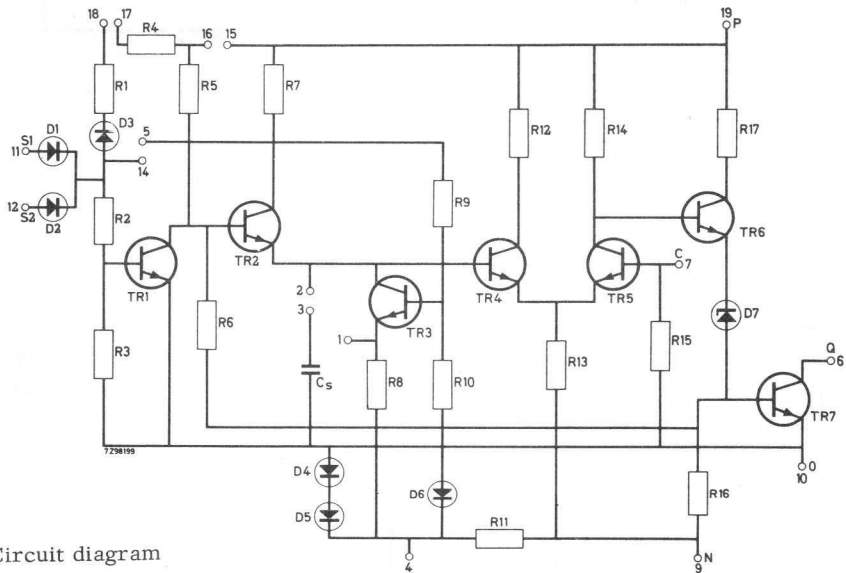 18 17 16 15 19 P
R4
R1 R5 R7 R12 R14 R17
D3
S1 D1 5
11
14
12
S2 D2 R2 R9
TR1 TR2 TR4 TR5 C TR6
7
2
3
TR3
1
R3 R6 R8 R10 R13 R15 D7
Q
6
Cs
TR7
7Z98199
D4 D6 R16 0
10
D5 R11
4 N
9
Circuit diagram